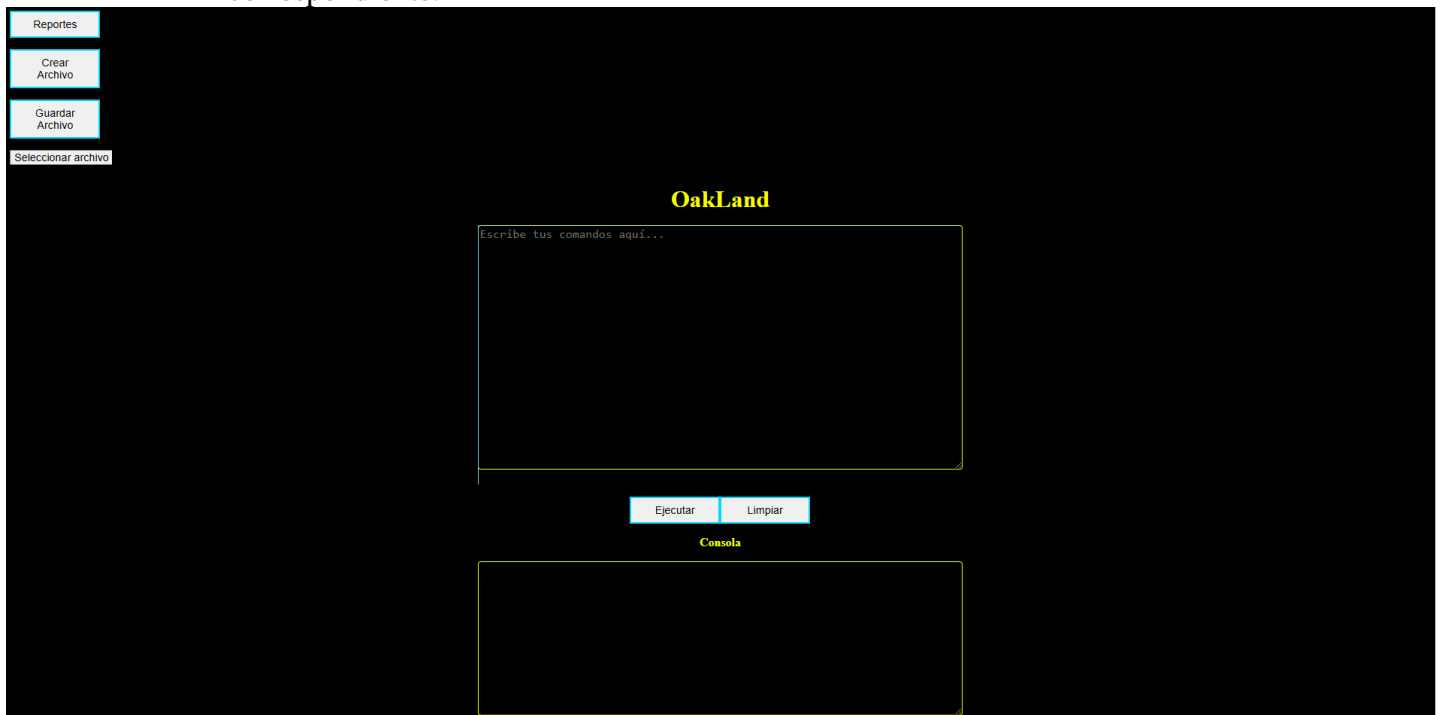 Reportes
Crear
Archivo
Guardar
Archivo
Seleccionar archivo
OakLand
Escribe tus comandos aquí...
Ejecutar
Limpiar
Consola